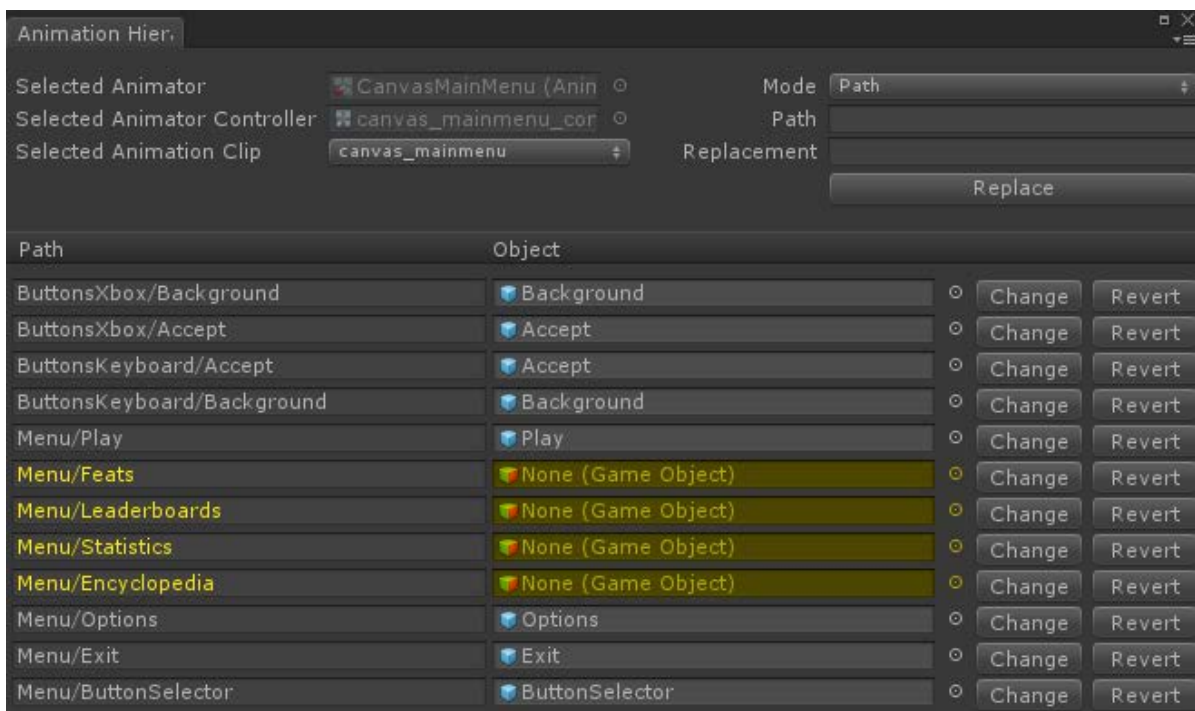 Animation Hier.
Selected Animator CanvasMainMenu (Anin Mode Path
Selected Animator Controller canvas_mainmenu_cor Path
Selected Animation Clip canvas_mainmenu Replacement
Replace
Path Object
ButtonsXbox/Background Background Change Revert
ButtonsXbox/Accept Accept Change Revert
ButtonsKeyboard/Accept Accept Change Revert
ButtonsKeyboard/Background Background Change Revert
Menu/Play Play Change Revert
Menu/Feats None (Game Object) Change Revert
Menu/Leaderboards None (Game Object) Change Revert
Menu/Statistics None (Game Object) Change Revert
Menu/Encyclopedia None (Game Object) Change Revert
Menu/Options Options Change Revert
Menu/Exit Exit Change Revert
Menu/ButtonSelector ButtonSelector Change Revert